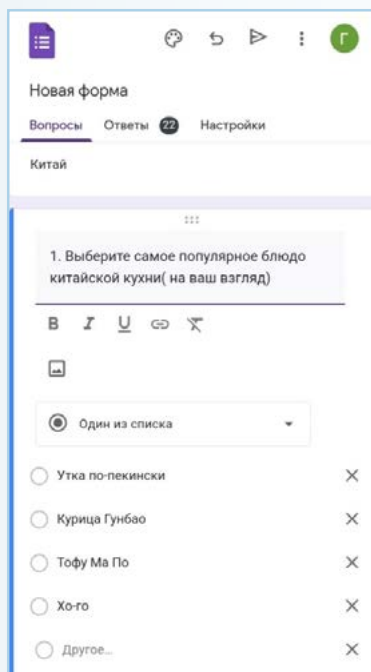 Г
Новая форма
Вопросы Ответы 22 Настройки
Китай
1. Выберите самое популярное блюдо
китайской кухни( на ваш взгляд)
B I U
Один из списка
Утка по-пекински
Курица Гунбао
Тофу Ма По
Хо-го
Другое...